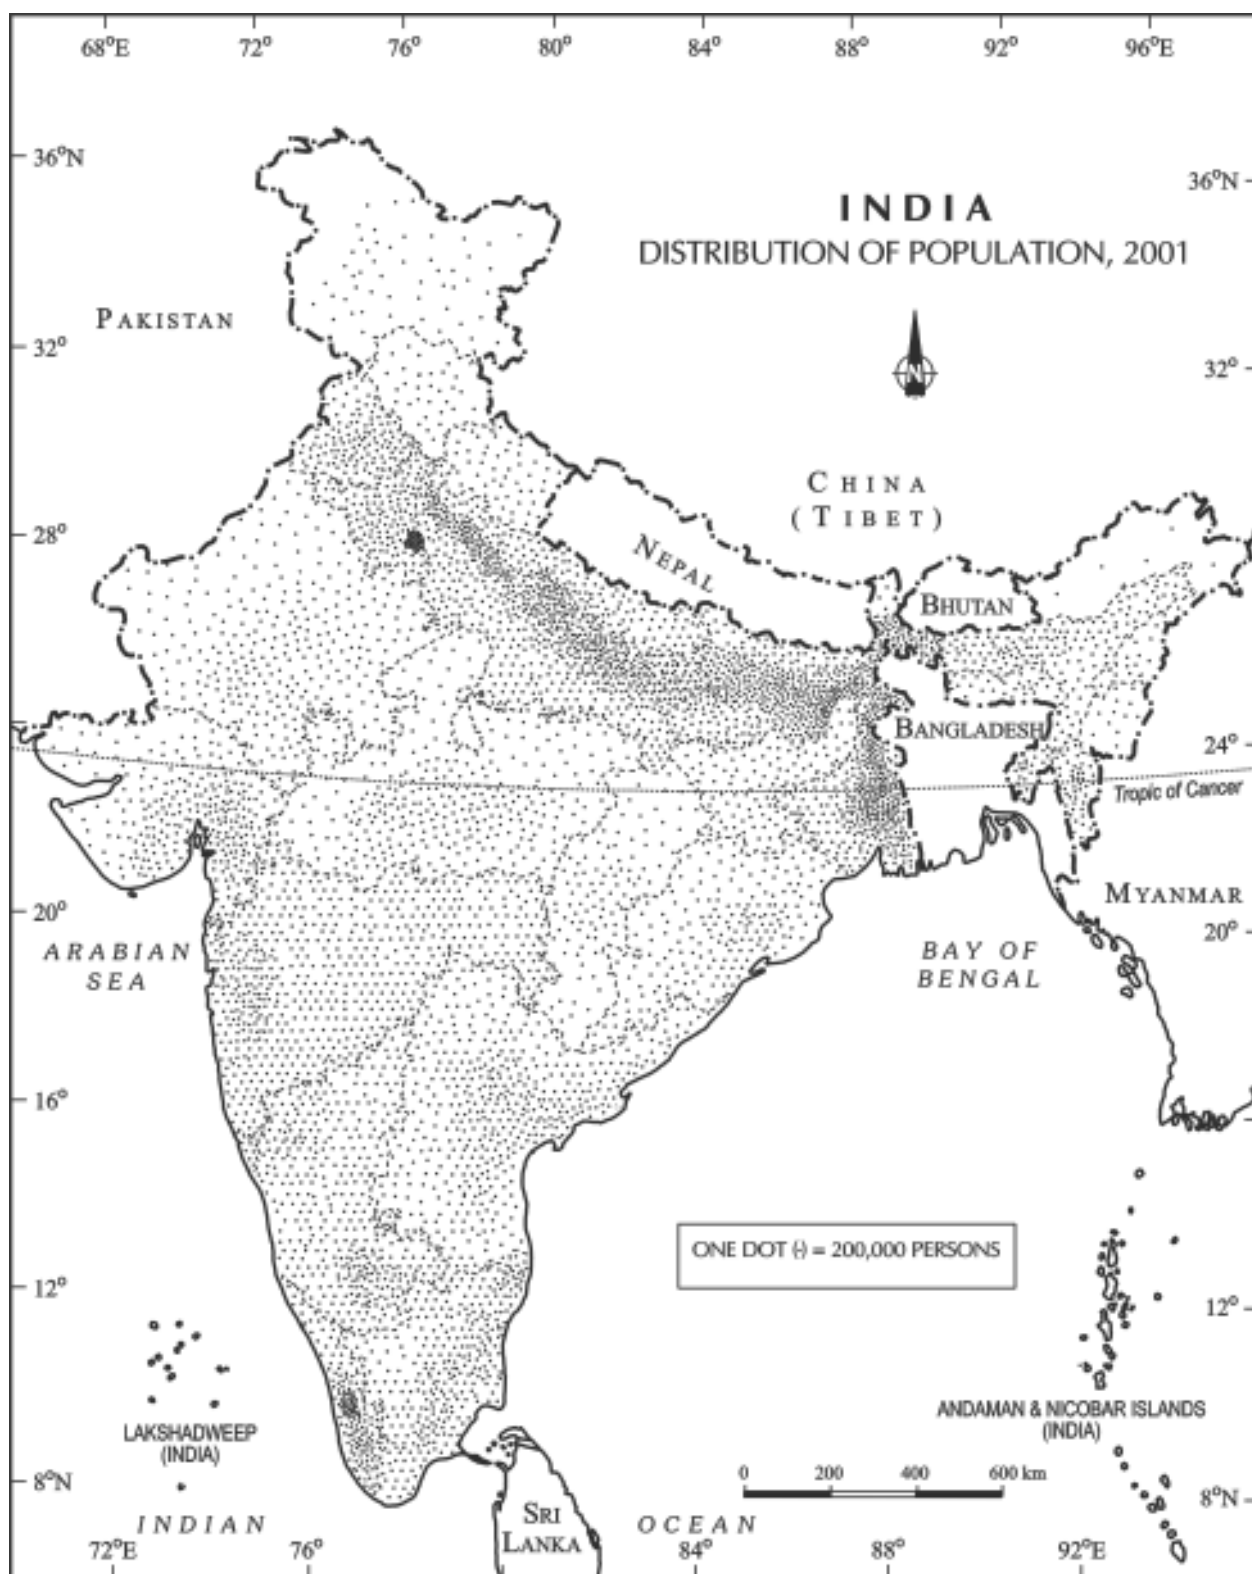 68°E 72° 76° 80° 84° 88° 92° 96°E
36°N
36°N
INDIA
DISTRIBUTION OF POPULATION, 2001
PAKISTAN
N
32°
32°
CHINA
(TIBET)
28°
NEPAL
BHUTAN
BANGLADESH
24°
Tropic of Cancer
MYANMAR
20°
20°
ARABIAN
SEA
BAY OF
BENGAL
16°
ONE DOT (·) = 200,000 PERSONS
12°
12°
LAKSHADWEEP
(INDIA)
ANDAMAN & NICOBAR ISLANDS
(INDIA)
0 200 400 600 km
8°N
8°N
SRI
LANKA
INDIAN OCEAN
72°E 76° 84° 88° 92°E